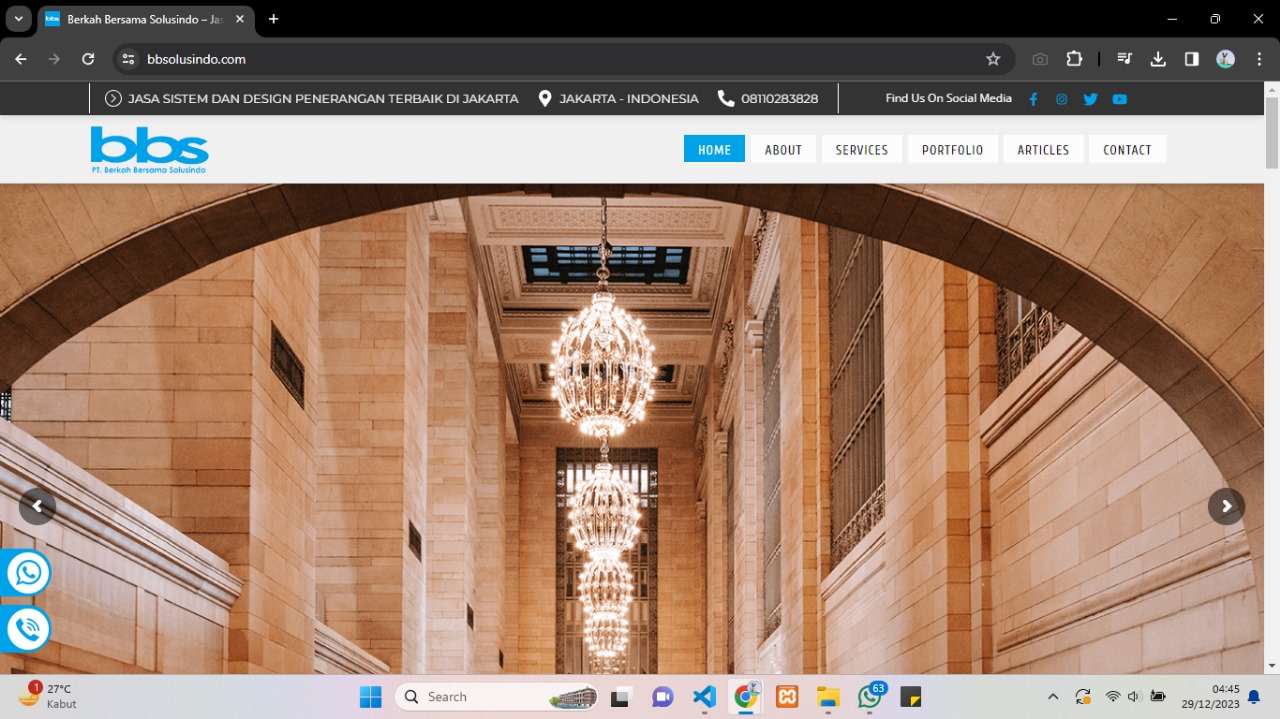 Berkah Bersama Solusindo – Jas
bbsolusindo.com
JASA SISTEM DAN DESIGN PENERANGAN TERBAIK DI JAKARTA
JAKARTA - INDONESIA
08110283828
Find Us On Social Media
bbs
PT. Berkah Bersama Solusindo
HOME
ABOUT
SERVICES
PORTFOLIO
ARTICLES
CONTACT
1
27°C
Kabut
Search
63
04:45
29/12/2023